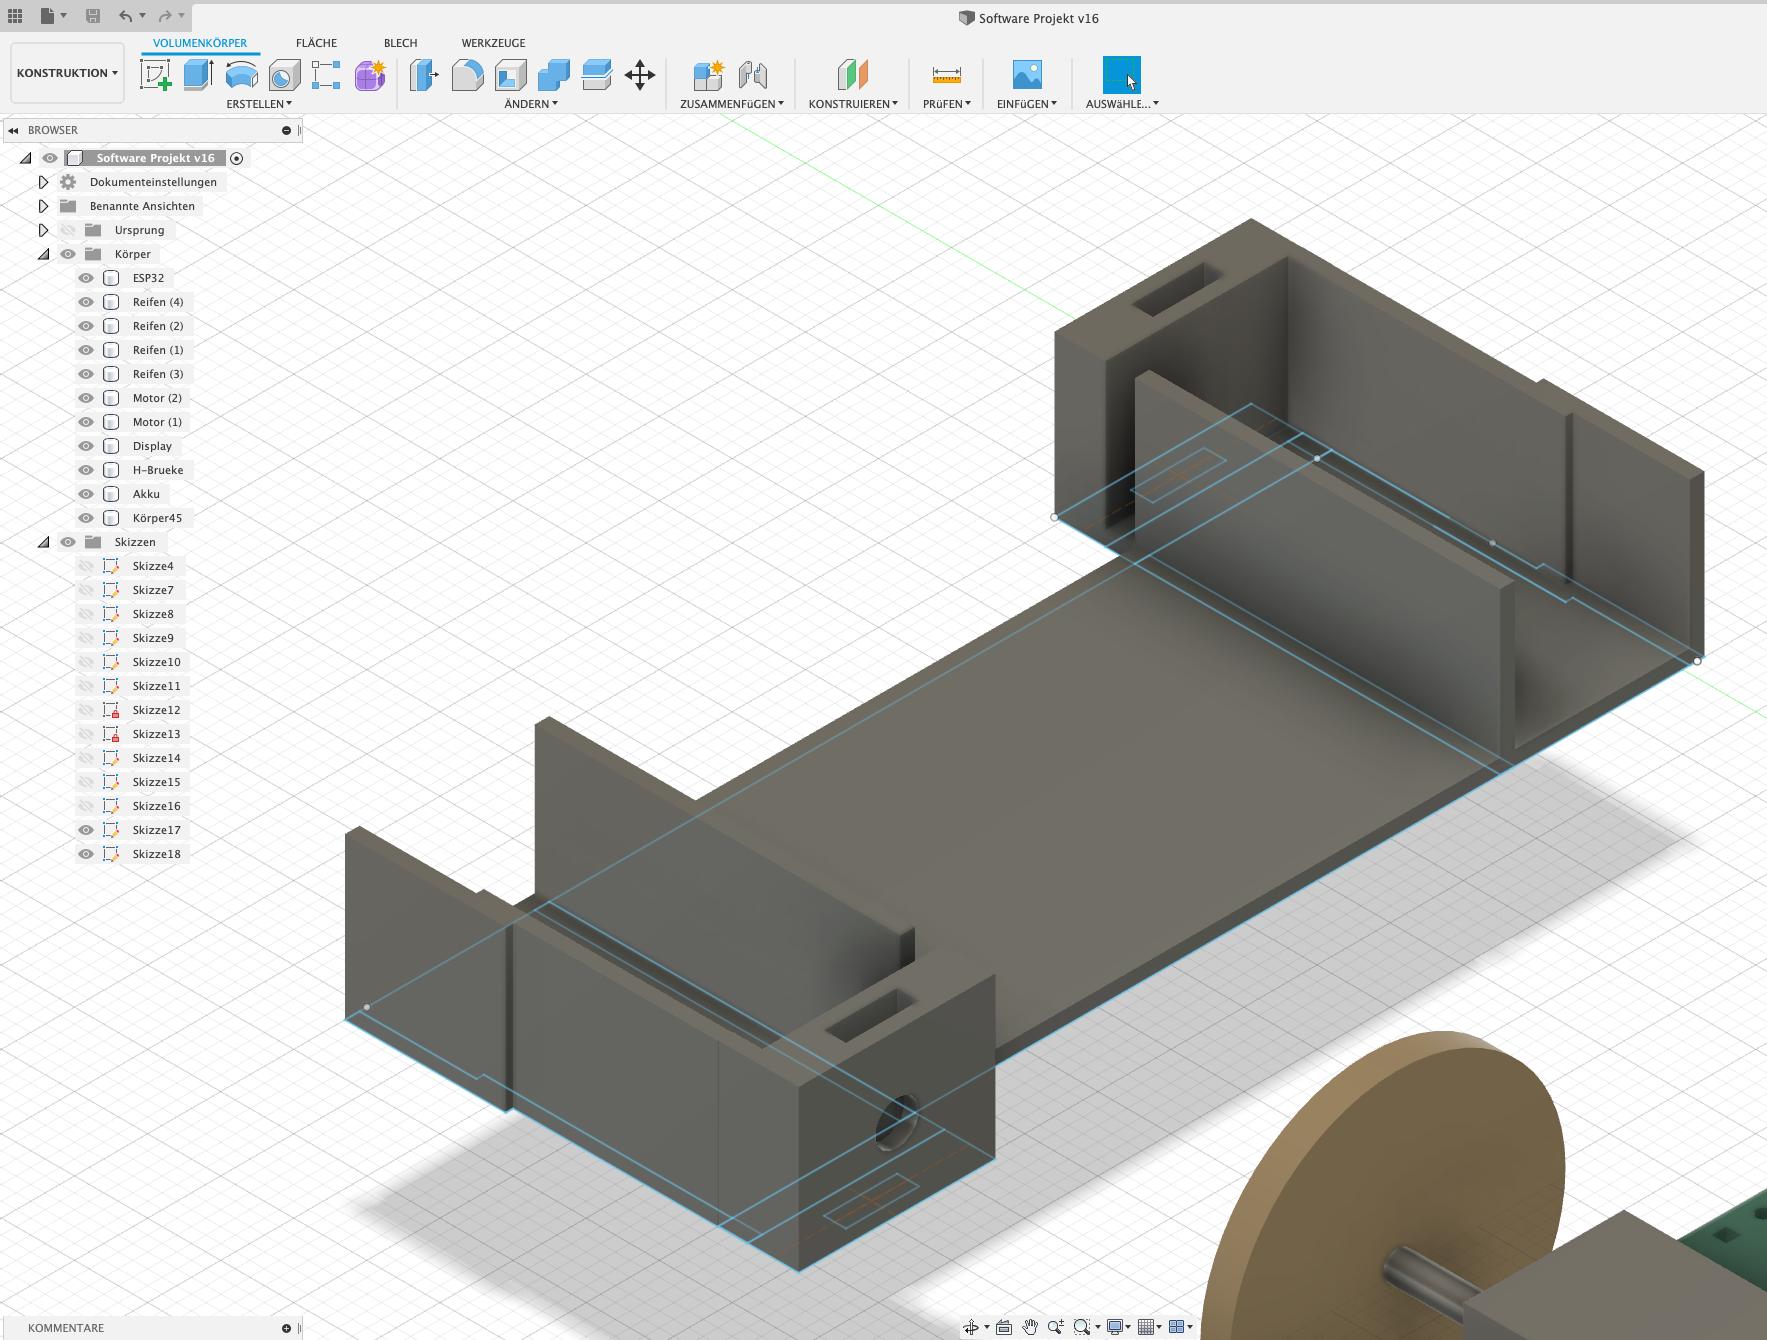 Software Projekt v16
KONSTRUKTION
VOLUMENKÖRPER
FLÄCHE
BLECH
WERKZEUGE
ERSTELLEN
ÄNDERN
ZUSAMMENFüGEN
KONSTRUIEREN
PRüFEN
EINFüGEN
AUSWäHLE...
BROWSER
Software Projekt v16
Dokumenteinstellungen
Benannte Ansichten
Ursprung
Körper
ESP32
Reifen (4)
Reifen (2)
Reifen (1)
Reifen (3)
Motor (2)
Motor (1)
Display
H-Brueke
Akku
Körper45
Skizzen
Skizze4
Skizze7
Skizze8
Skizze9
Skizze10
Skizze11
Skizze12
Skizze13
Skizze14
Skizze15
Skizze16
Skizze17
Skizze18
KOMMENTARE